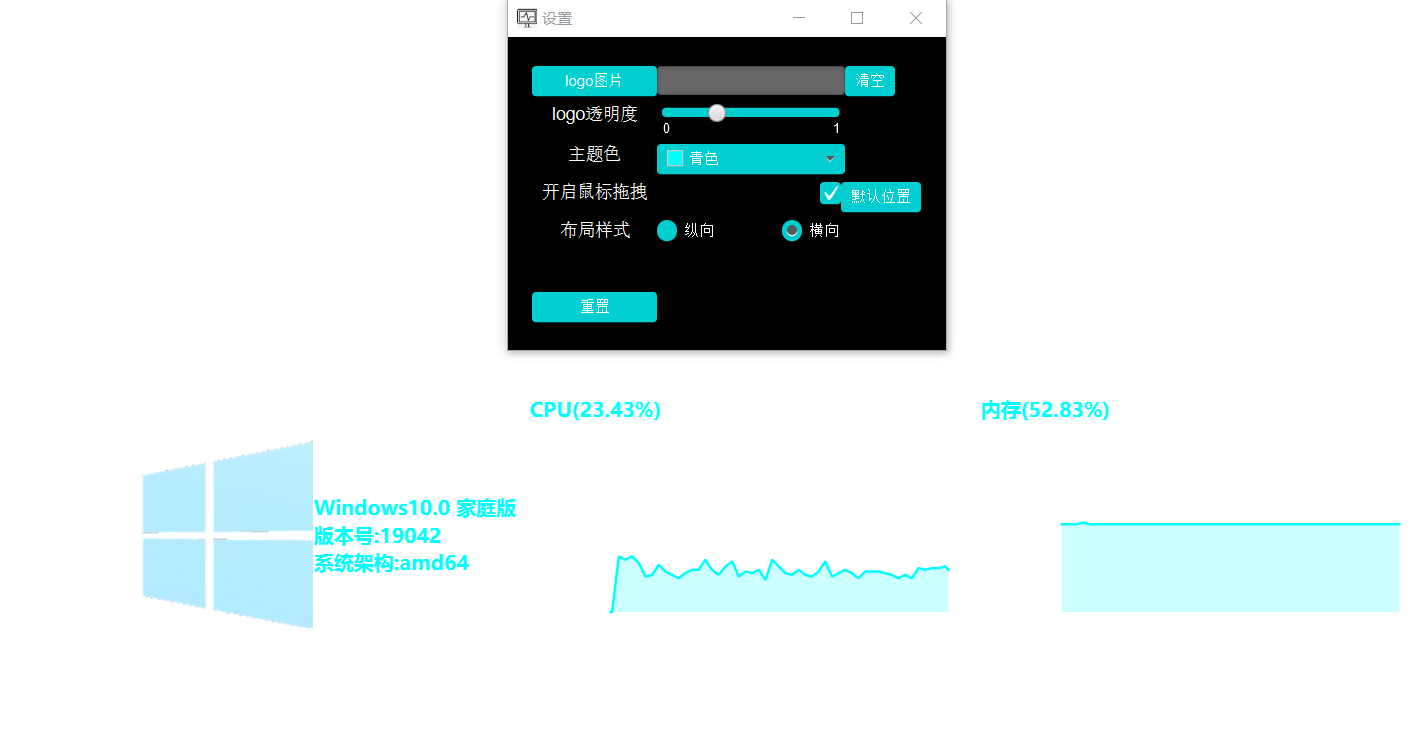 设置
logo图片
清空
logo透明度
0
1
主题色
青色
开启鼠标拖拽
默认位置
布局样式
纵向
横向
重置
CPU(23.43%)
内存(52.83%)
Windows10.0 家庭版
版本号:19042
系统架构:amd64